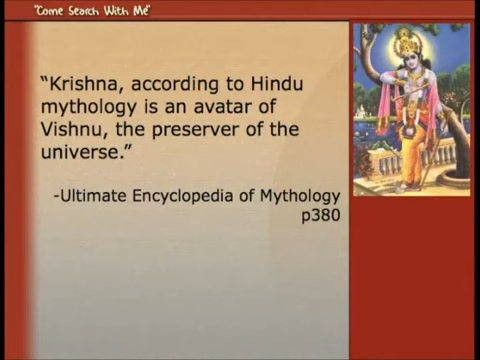 "Come Search With Me"
“Krishna, according to Hindu
mythology is an avatar of
Vishnu, the preserver of the
universe.”
-Ultimate Encyclopedia of Mythology
p380